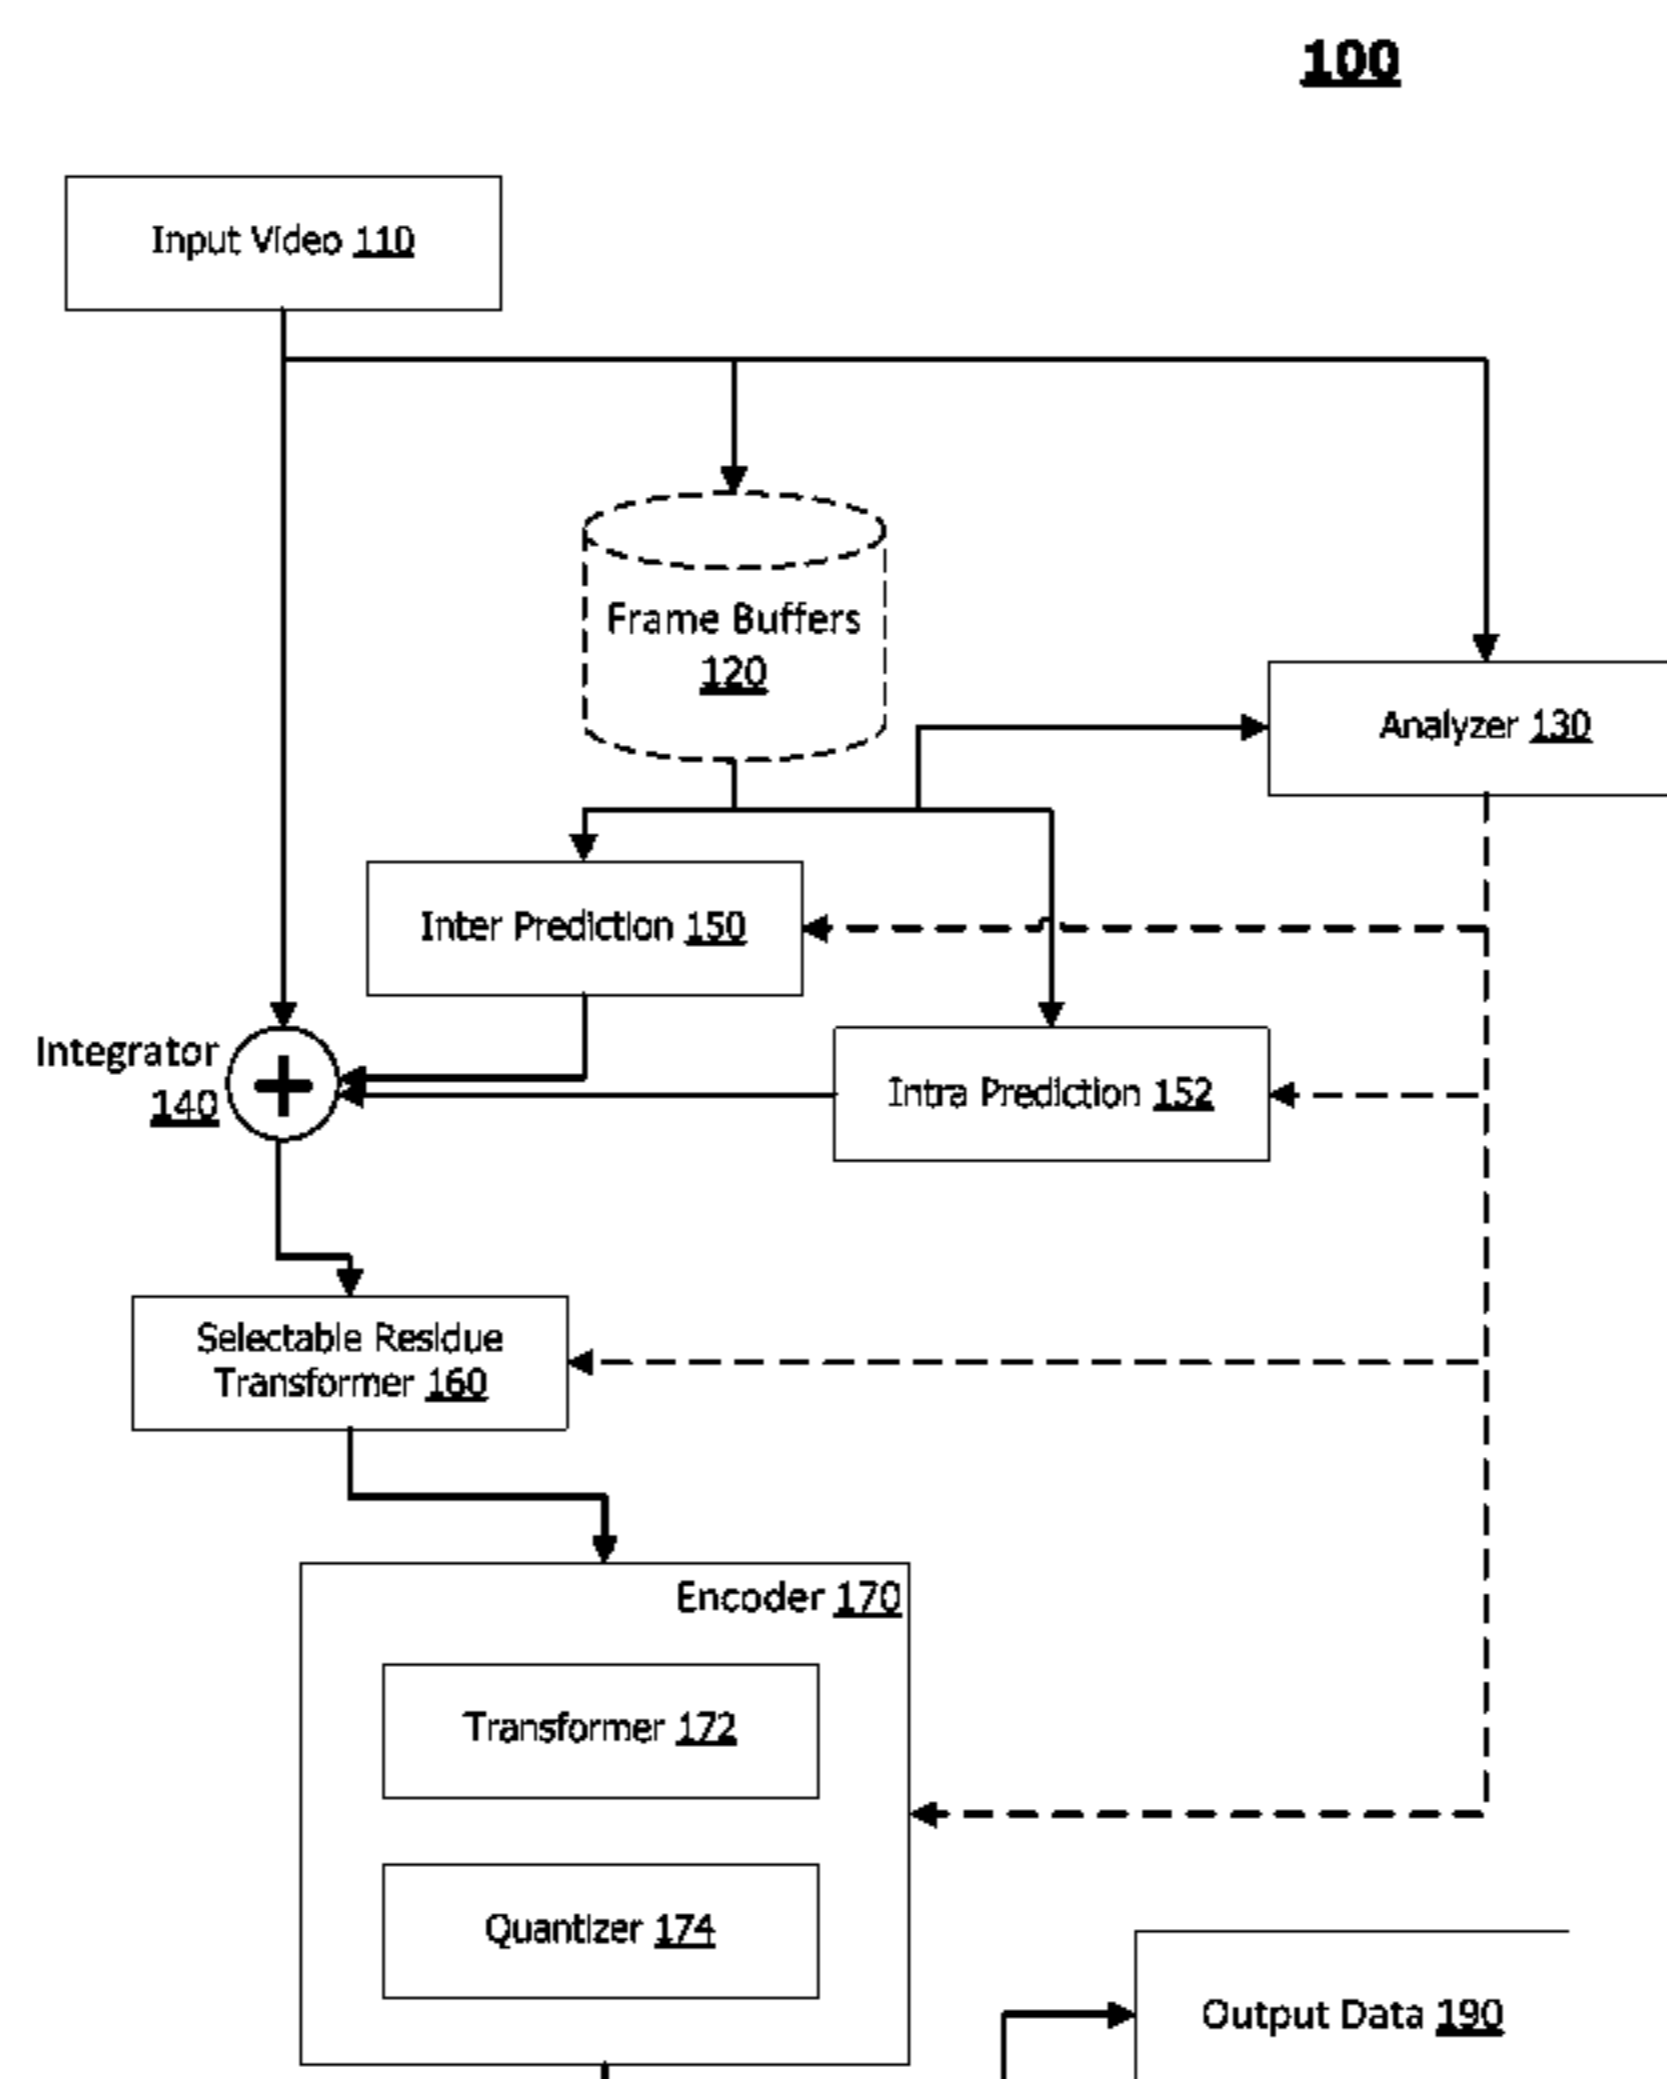 100
Input Video 110
Frame Buffers
120
Analyzer 130
Inter Prediction 150
Integrator
140
Intra Prediction 152
Selectable Residue
Transformer 160
Encoder 170
Transformer 172
Quantizer 174
Output Data 190